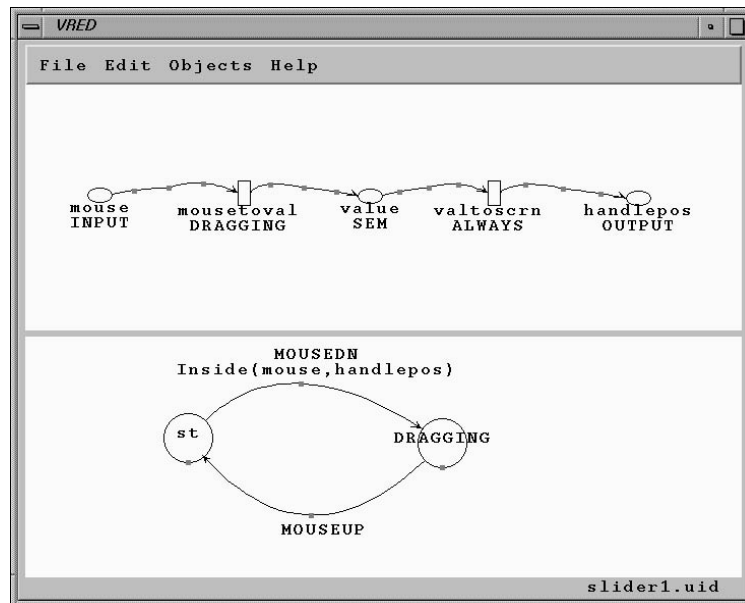 VRED
File Edit Objects Help
mouse mousetoval value valtoscrn handlepos
INPUT DRAGGING SEM ALWAYS OUTPUT
MOUSEDN
Inside(mouse,handlepos)
st DRAGGING
MOUSEUP
slider1.uid